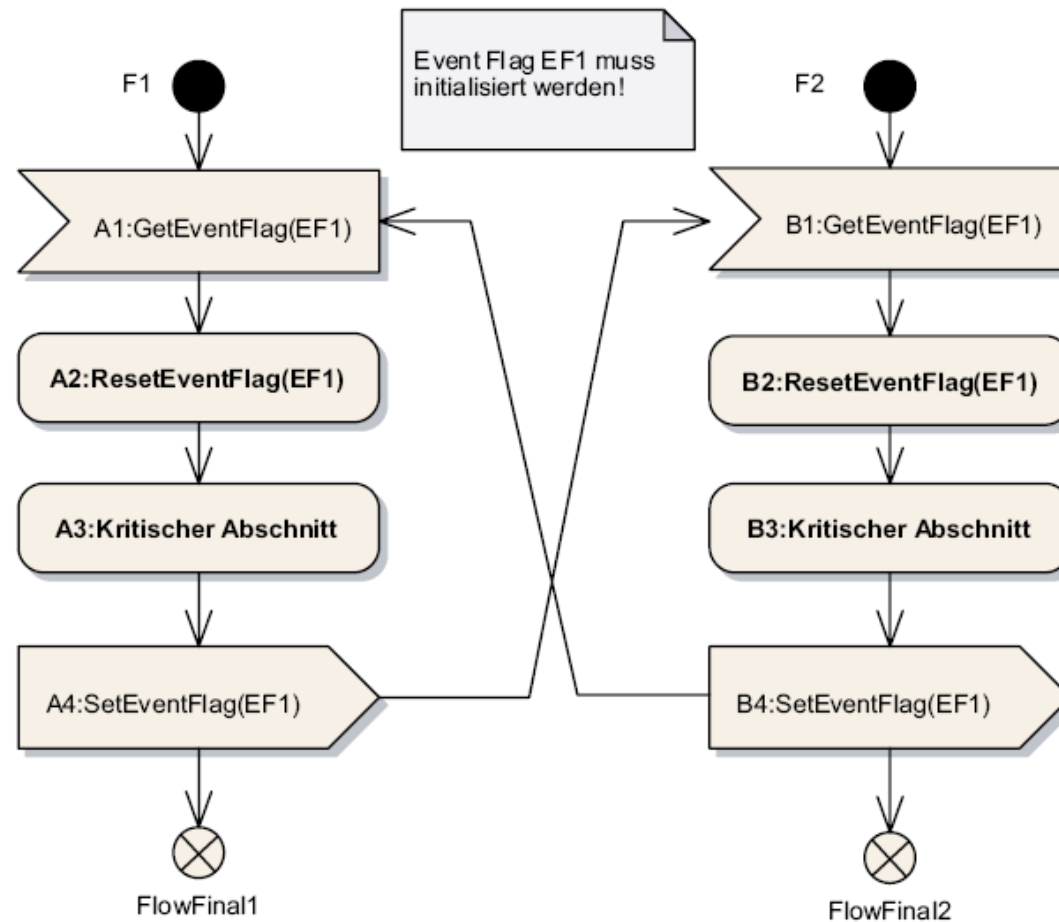 F1
Event Flag EF1 muss
initialisiert werden!
F2
A1:GetEventFlag(EF1)
B1:GetEventFlag(EF1)
A2:ResetEventFlag(EF1)
B2:ResetEventFlag(EF1)
A3:Kritischer Abschnitt
B3:Kritischer Abschnitt
A4:SetEventFlag(EF1)
B4:SetEventFlag(EF1)
FlowFinal1
FlowFinal2